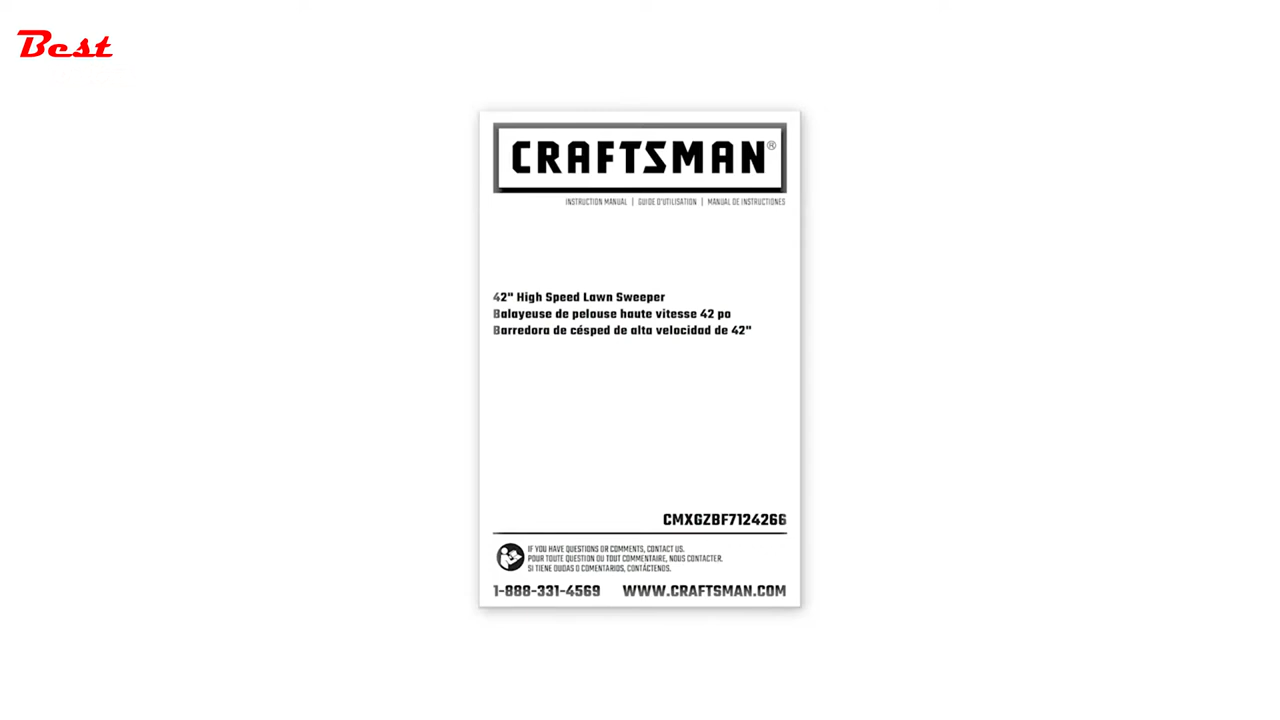 Best
CRAFTSMAN®
INSTRUCTION MANUAL | GUIDE D'UTILISATION | MANUAL DE INSTRUCTIONES
42" High Speed Lawn Sweeper
Balayeuse de pelouse haute vitesse 42 po
Barredora de césped de alta velocidad de 42"
CMXGZBF7124266
IF YOU HAVE QUESTIONS OR COMMENTS, CONTACT US.
POUR TOUTE QUESTION OU TOUT COMMENTAIRE, NOUS CONTACTER.
SI TIENE DUDAS O COMENTARIOS, CONTÁCTENOS.
1-888-331-4569 WWW.CRAFTSMAN.COM